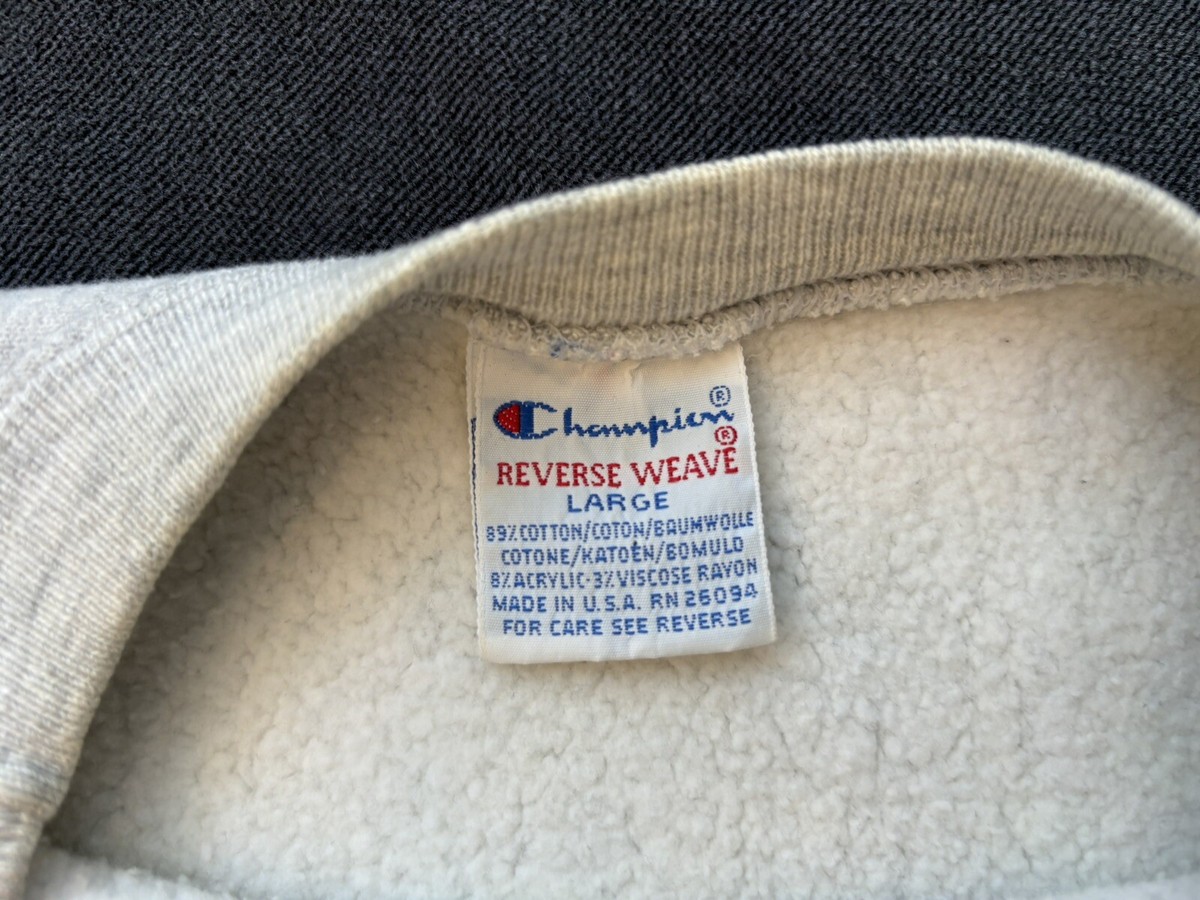 Champion®
REVERSE WEAVE®
LARGE
89%COTTON/COTON/BAUMWOLLE
COTONE/KATOEN/BOMULD
8%ACRYLIC-3%VISCOSE RAYON
MADE IN U.S.A. RN 26094
FOR CARE SEE REVERSE